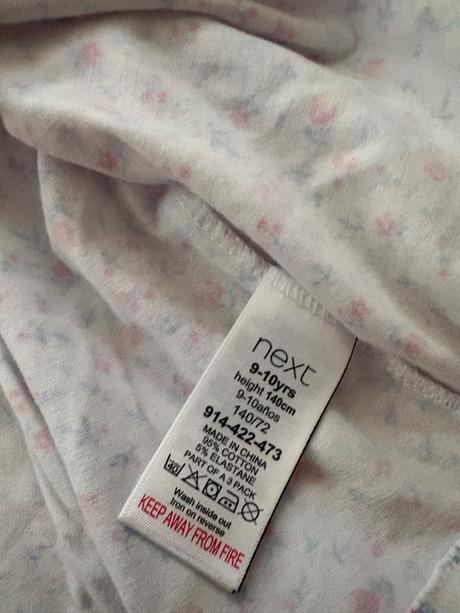 next
9-10yrs
height 140cm
9-10años
140/72
914-422-473
MADE IN CHINA
95% COTTON
5% ELASTANE
PART OF A 3 PACK
40
Wash inside out
Iron on reverse
KEEP AWAY FROM FIRE